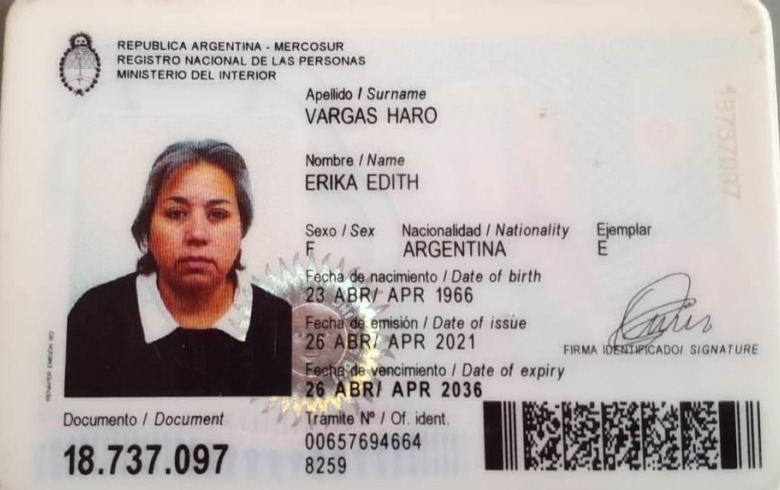 REPUBLICA ARGENTINA - MERCOSUR
REGISTRO NACIONAL DE LAS PERSONAS
MINISTERIO DEL INTERIOR
Apellido / Surname
VARGAS HARO
Nombre / Name
ERIKA EDITH
Sexo / Sex Nacionalidad / Nationality Ejemplar
F ARGENTINA E
Fecha de nacimiento / Date of birth
23 ABR/ APR 1966
Fecha de emisión / Date of issue
26 ABR/ APR 2021
FIRMA IDENTIFICADO/ SIGNATURE
Fecha de vencimiento / Date of expiry
26 ABR/ APR 2036
Documento / Document
18.737.097
Trámite Nº / Of. ident.
00657694664
8259